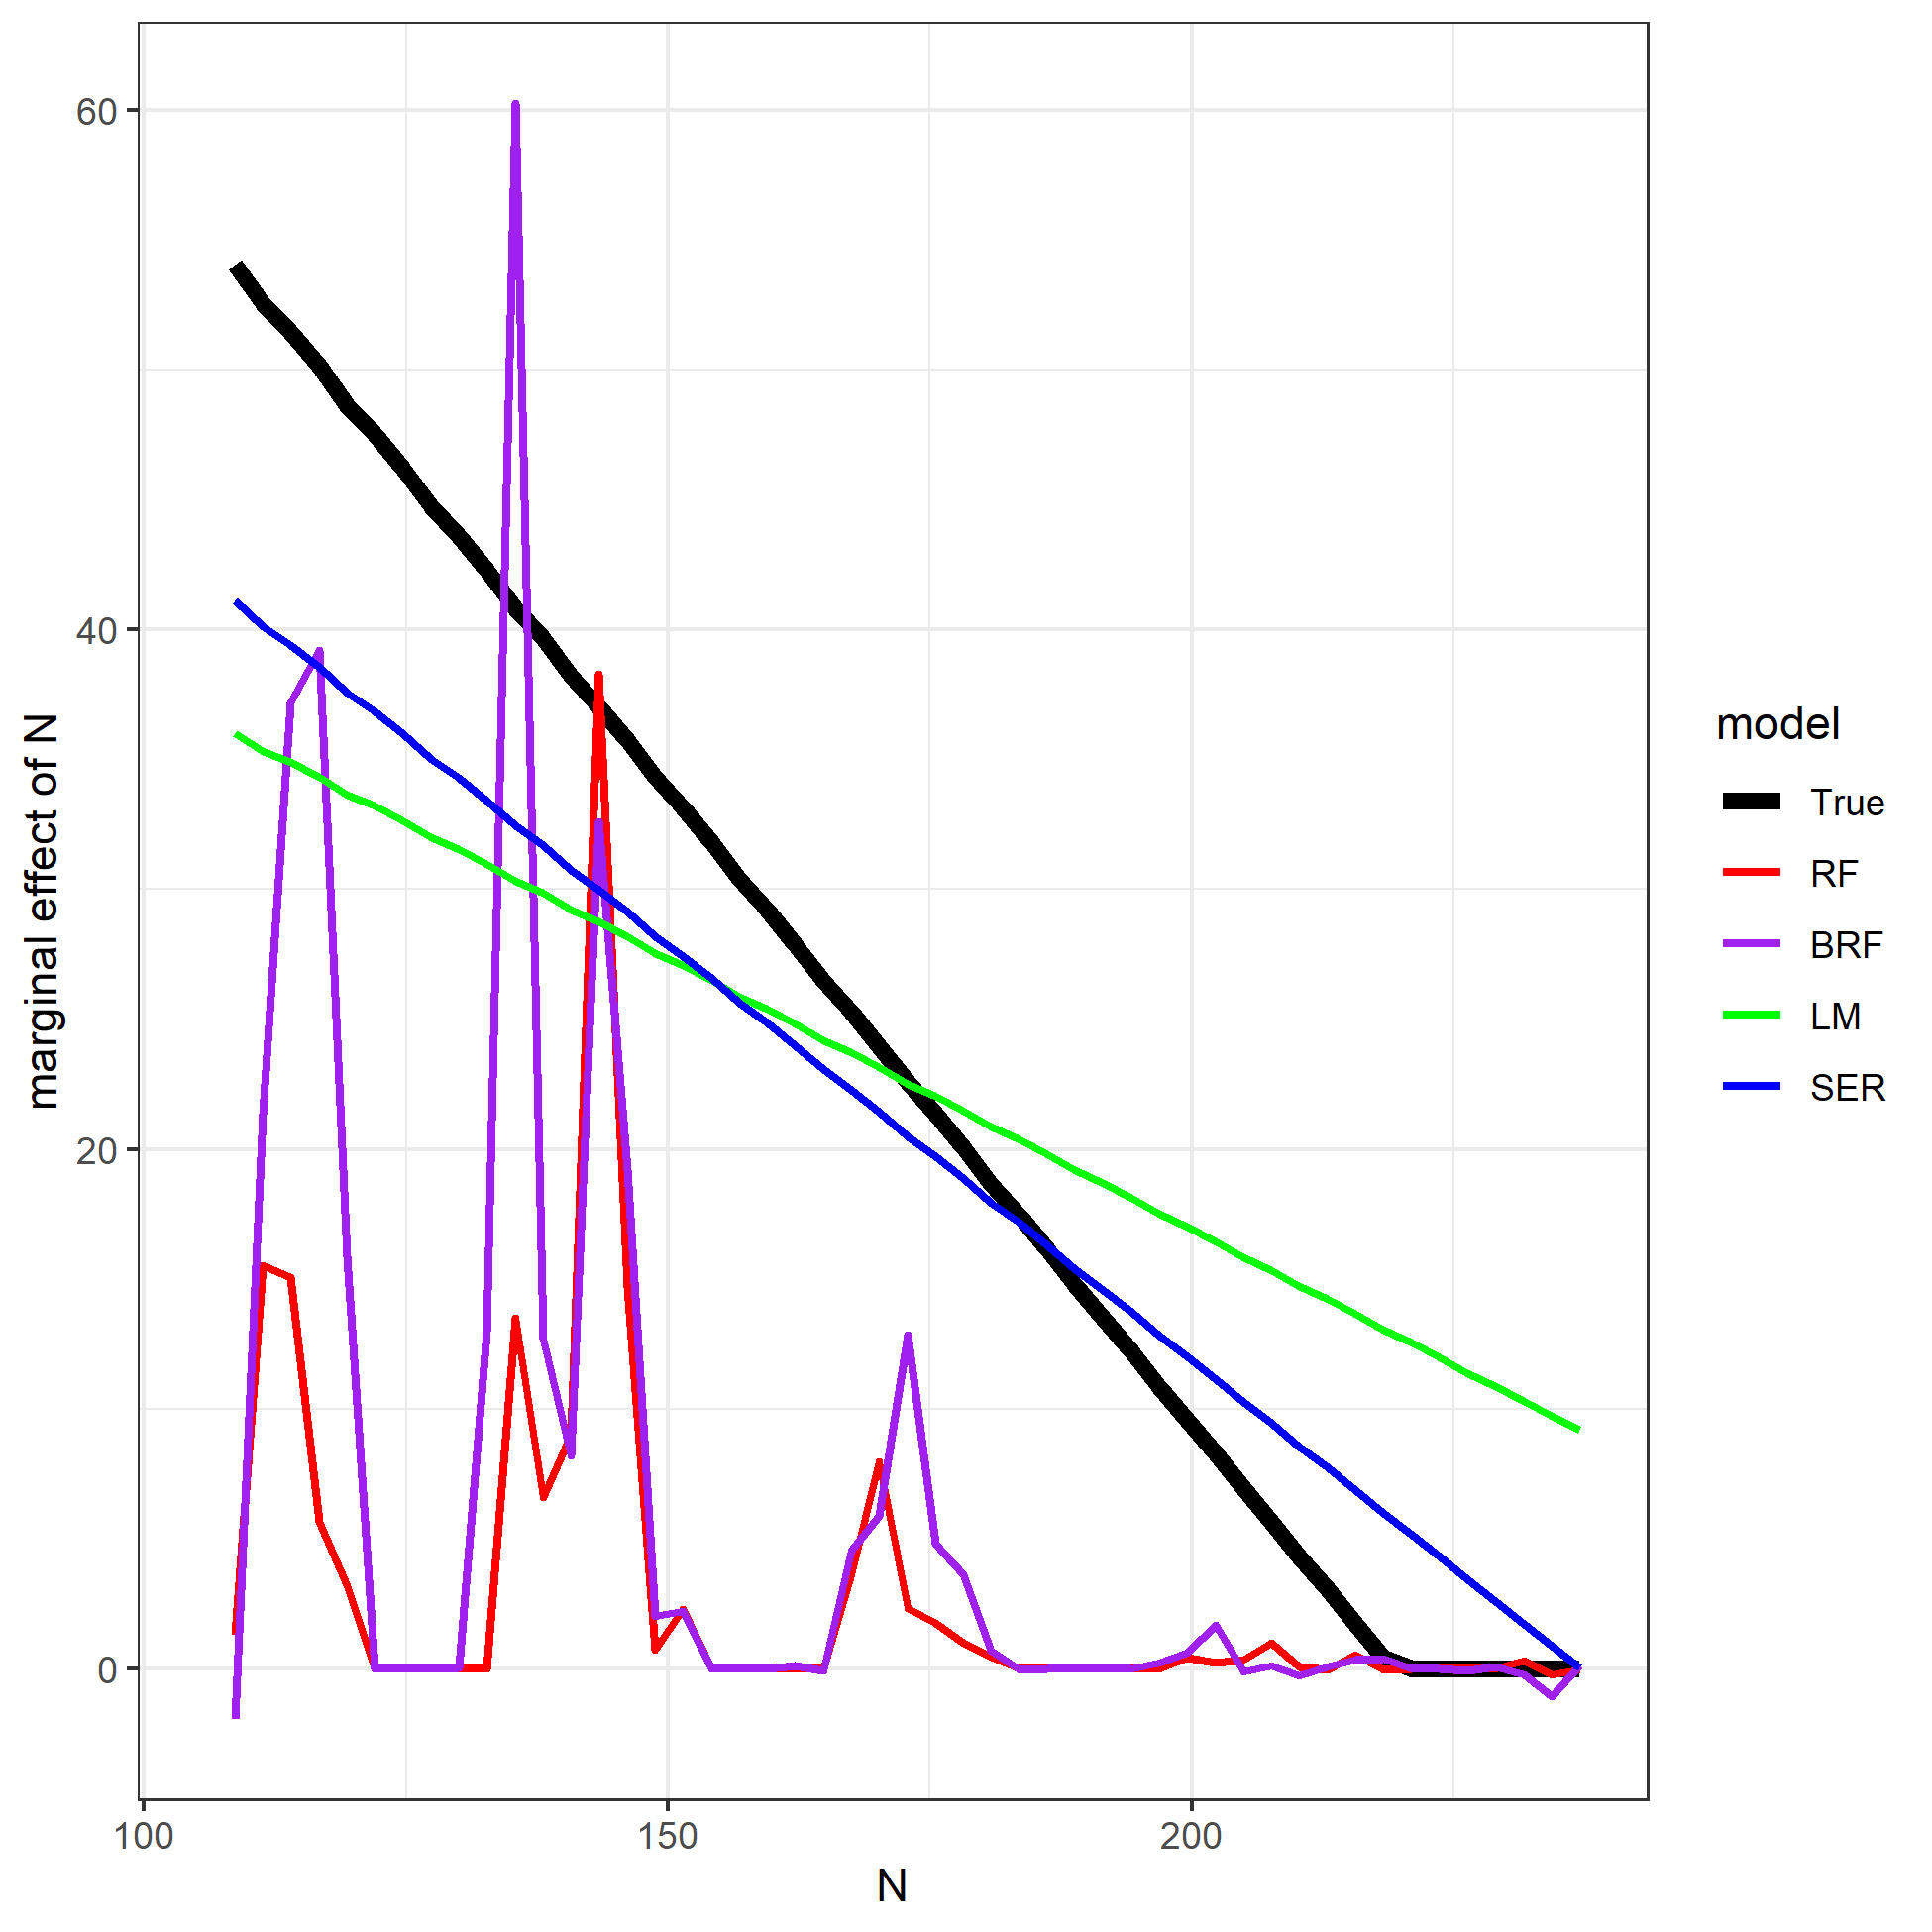 60
40
20
0
marginal effect of N
100
150
200
N
model
True
RF
BRF
LM
SER